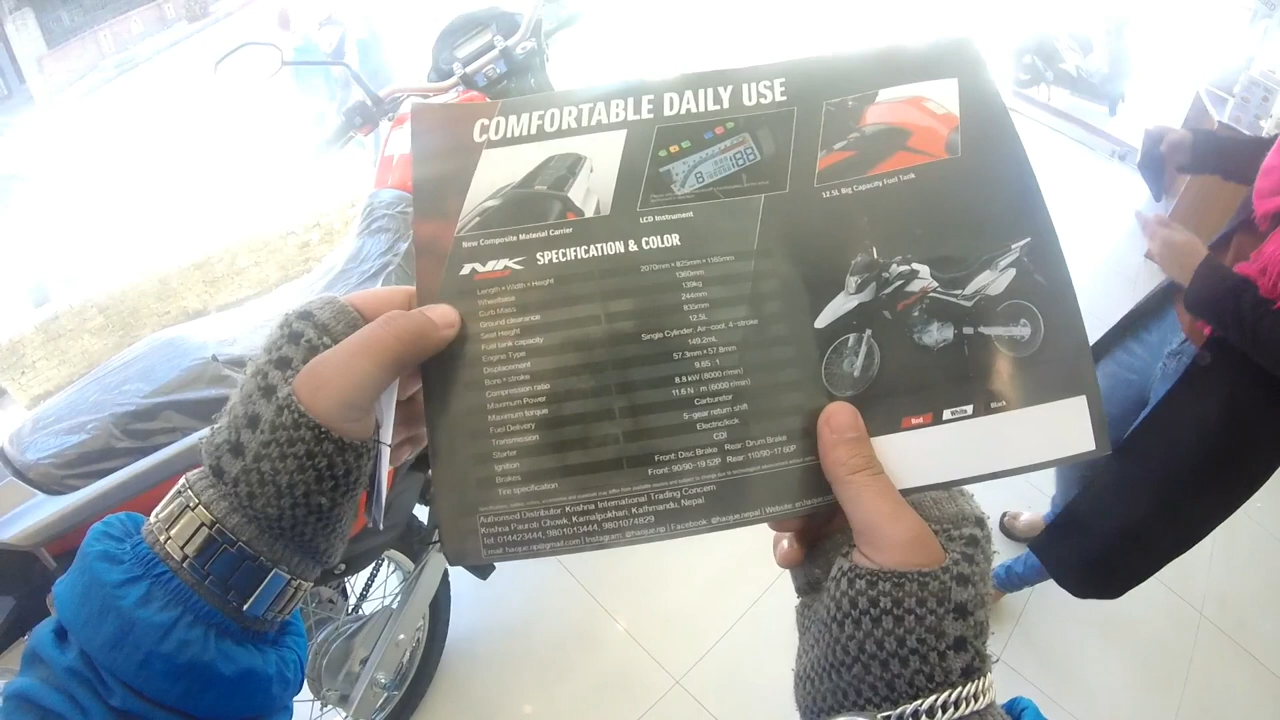 COMFORTABLE DAILY USE
New Composite Material Carrier
LCD Instrument
12.5L Big Capacity Fuel Tank
NK
SPECIFICATION & COLOR
Length × Width × Height 2070mm × 825mm × 1165mm
Wheelbase 1360mm
Curb Mass 139kg
Ground clearance 244mm
Seat Height 835mm
Fuel tank capacity 12.5L
Engine Type Single Cylinder, Air-cool, 4-stroke
Displacement 149.2mL
Bore × stroke 57.3mm × 57.8mm
Compression ratio 9.65 : 1
Maximum Power 8.8 kW (8000 r/min)
Maximum torque 11.6 N · m (6000 r/min)
Fuel Delivery Carburetor
Transmission 5-gear return shift
Starter Electric/kick
Ignition CDI
Brakes Front: Disc Brake Rear: Drum Brake
Tire specification Front: 90/90-19 52P Rear: 110/90-17 60P
Red White Black
Authorised Distributor: Krishna International Trading Concern
Krishna Pauroti Chowk, Kamalpokhari, Kathmandu, Nepal
Tel: 014423444, 9801013444, 9801074829
Email: haojue.np@gmail.com | Instagram: @haojue.np | Facebook: @haojue.nepal | Website: en.haojue.co